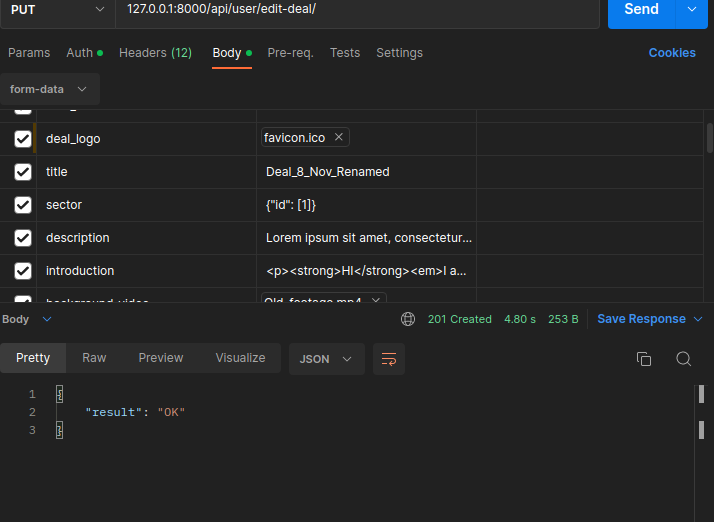 PUT 127.0.0.1:8000/api/user/edit-deal/ Send
Params Auth Headers (12) Body Pre-req. Tests Settings Cookies
form-data
deal_logo favicon.ico
title Deal_8_Nov_Renamed
sector {"id": [1]}
description Lorem ipsum sit amet, consectetur...
introduction <p><strong>HI</strong><em>I a...
background_video Old_footage.mp4
Body 201 Created 4.80 s 253 B Save Response
Pretty Raw Preview Visualize JSON
1 {
2 "result": "OK"
3 }